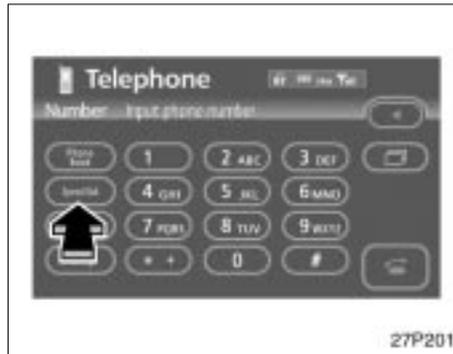 Telephone
Number Input phone number
Phone book 1 2 ABC 3 DEF
Speed dial 4 GHI 5 JKL 6 MNO
7 PQRS 8 TUV 9 WXYZ
* + 0 #
27P201